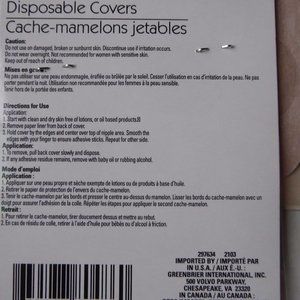 Disposable Covers
Cache-mamelons jetables
Caution:
Do not use on damaged, broken or sunburnt skin. Discontinue use if irritation occurs.
Do not wear overnight. Not recommended for women with sensitive skin.
Keep out of reach of children.
Mises en garde
Ne pas utiliser sur une peau endommagée, éraflée ou brûlée par le soleil. Cesser l'utilisation en cas d'irritation de la peau. Ne pas porter
pendant la nuit. Utilisation non recommandée pour les femmes à la peau sensible.
Tenir hors de la portée des enfants.
Directions for Use
Application:
1. Start with clean and dry skin free of lotions, or oil based products
2. Remove paper liner from back of cover.
3. Hold cover by the edges and center over top of nipple area. Smooth the
edges with your finger to ensure adhesive sticks. Repeat for other side.
Application:
1. To remove, pull back cover slowly and dispose.
2. If any adhesive residue remains, remove with baby oil or rubbing alcohol.
Mode d'emploi
Application :
1. Appliquer sur une peau propre et sèche exempte de lotions ou de produits à base d'huile.
2. Retirer le papier de protection de l'envers du cache-mamelon.
3. Tenir le cache-mamelon par les bords et presser le centre au-dessus du mamelon. Lisser les bords du cache-mamelon avec un
doigt pour assurer l'adhésion de la colle. Répéter les étapes pour appliquer le second cache-mamelon.
Retrait :
1. Pour retirer le cache-mamelon, tirer doucement dessus et mettre au rebut.
2. En cas de résidu de colle, retirer à l'aide d'huile pour bébés ou d'alcool à friction.
297634 2103
IMPORTED BY / IMPORTÉ PAR
IN U.S.A. / AUX É.-U. :
GREENBRIER INTERNATIONAL, INC.
500 VOLVO PARKWAY,
CHESAPEAKE, VA 23320
IN CANADA / AU CANADA :